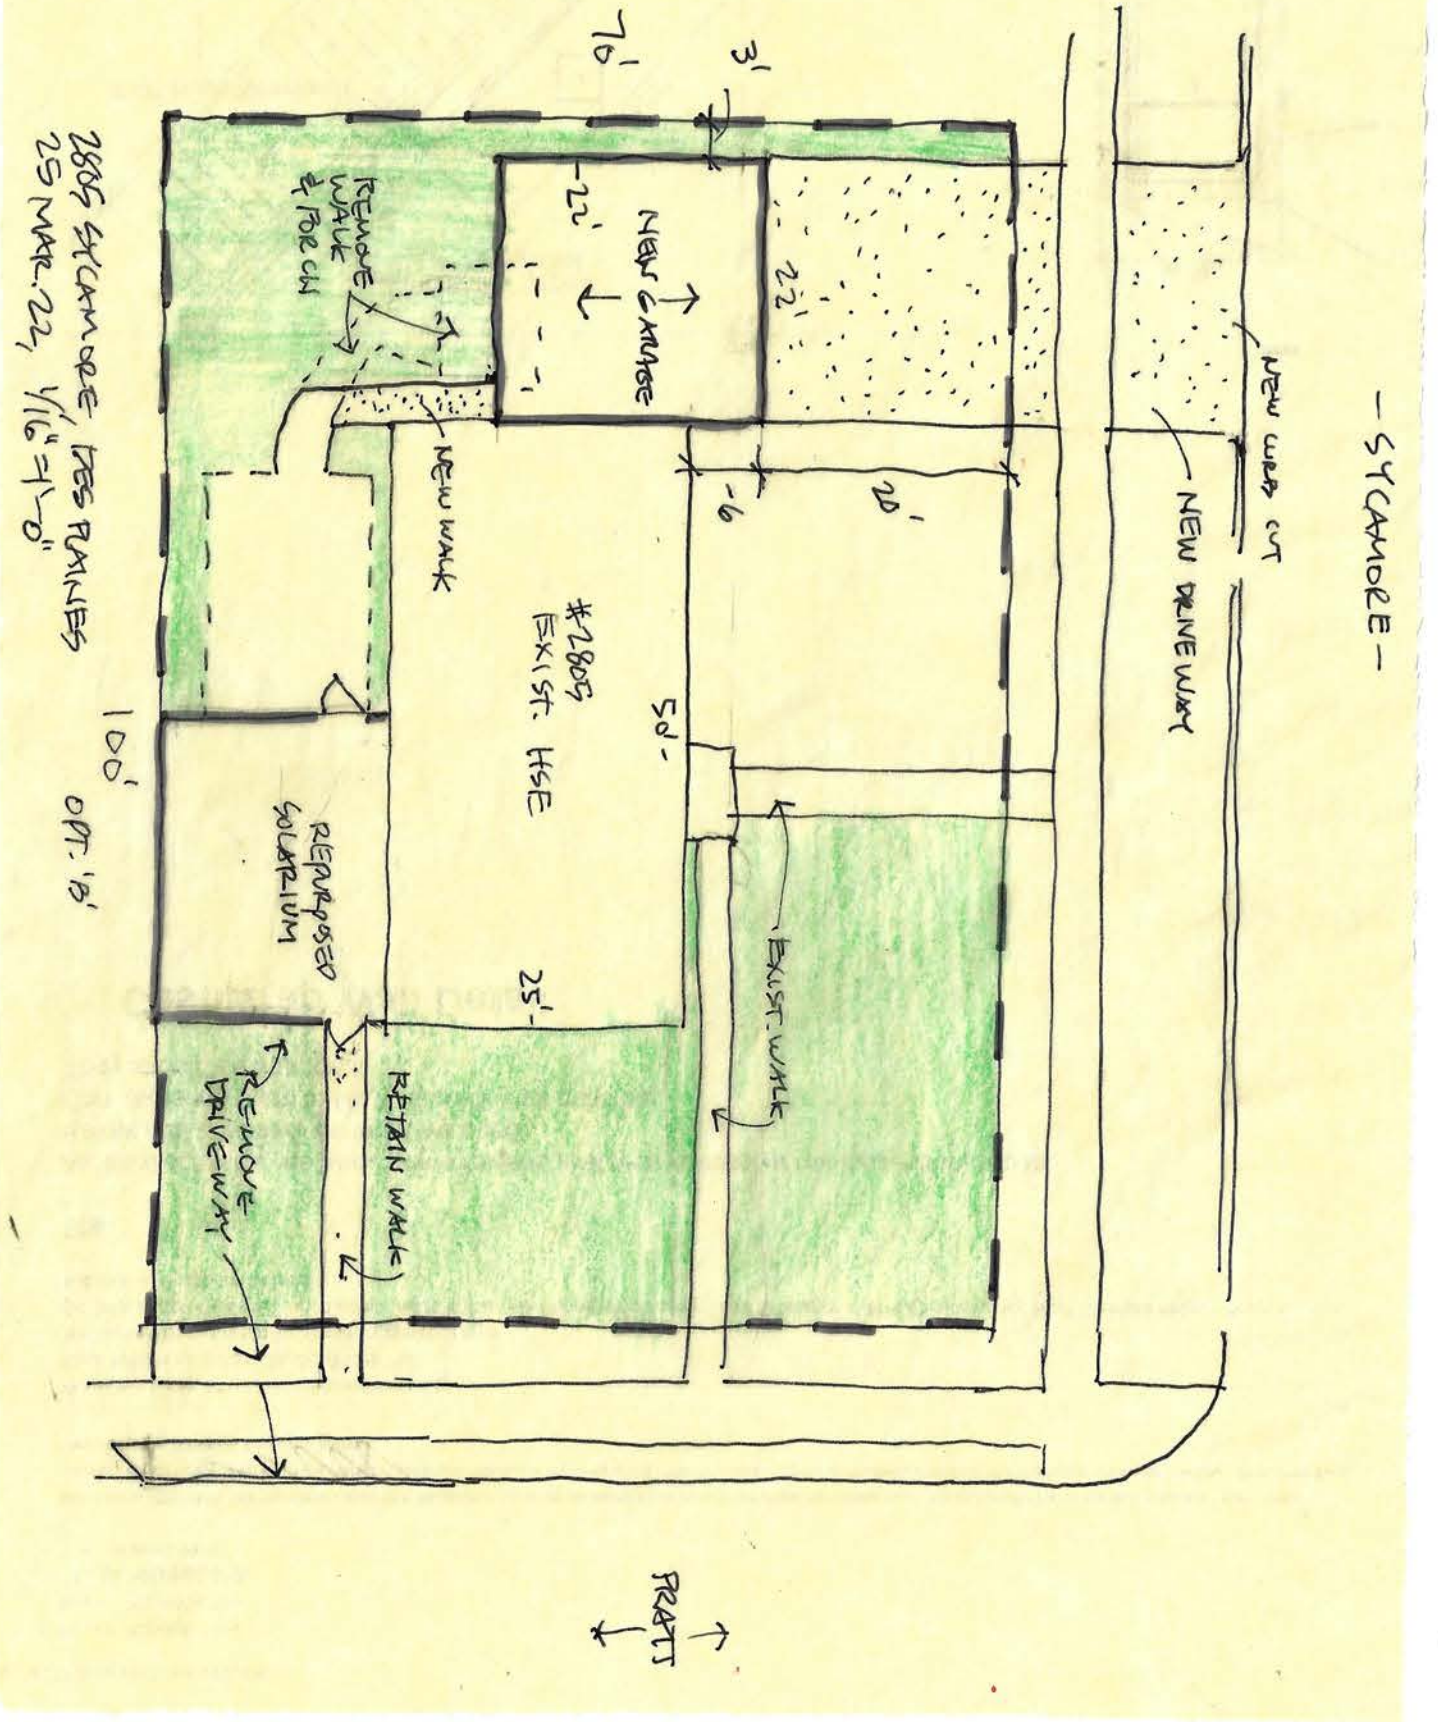 - SYCAMORE -
NEW CURB CUT
NEW DRIVEWAY
3'
70'
NEW GARAGE
22'
-22'
20'
-6
REMOVE
WALK
& PORCH
NEW WALK
#2805
EXIST. HSE
50'-
25'-
EXIST. WALK
REPURPOSED
SOLARIUM
RETAIN WALK
REMOVE
DRIVEWAY
PRATT
100'
2805 SYCAMORE, DES PLAINES
25 MAR. 22, 1/16" = 1'-0"
OPT. 'B'